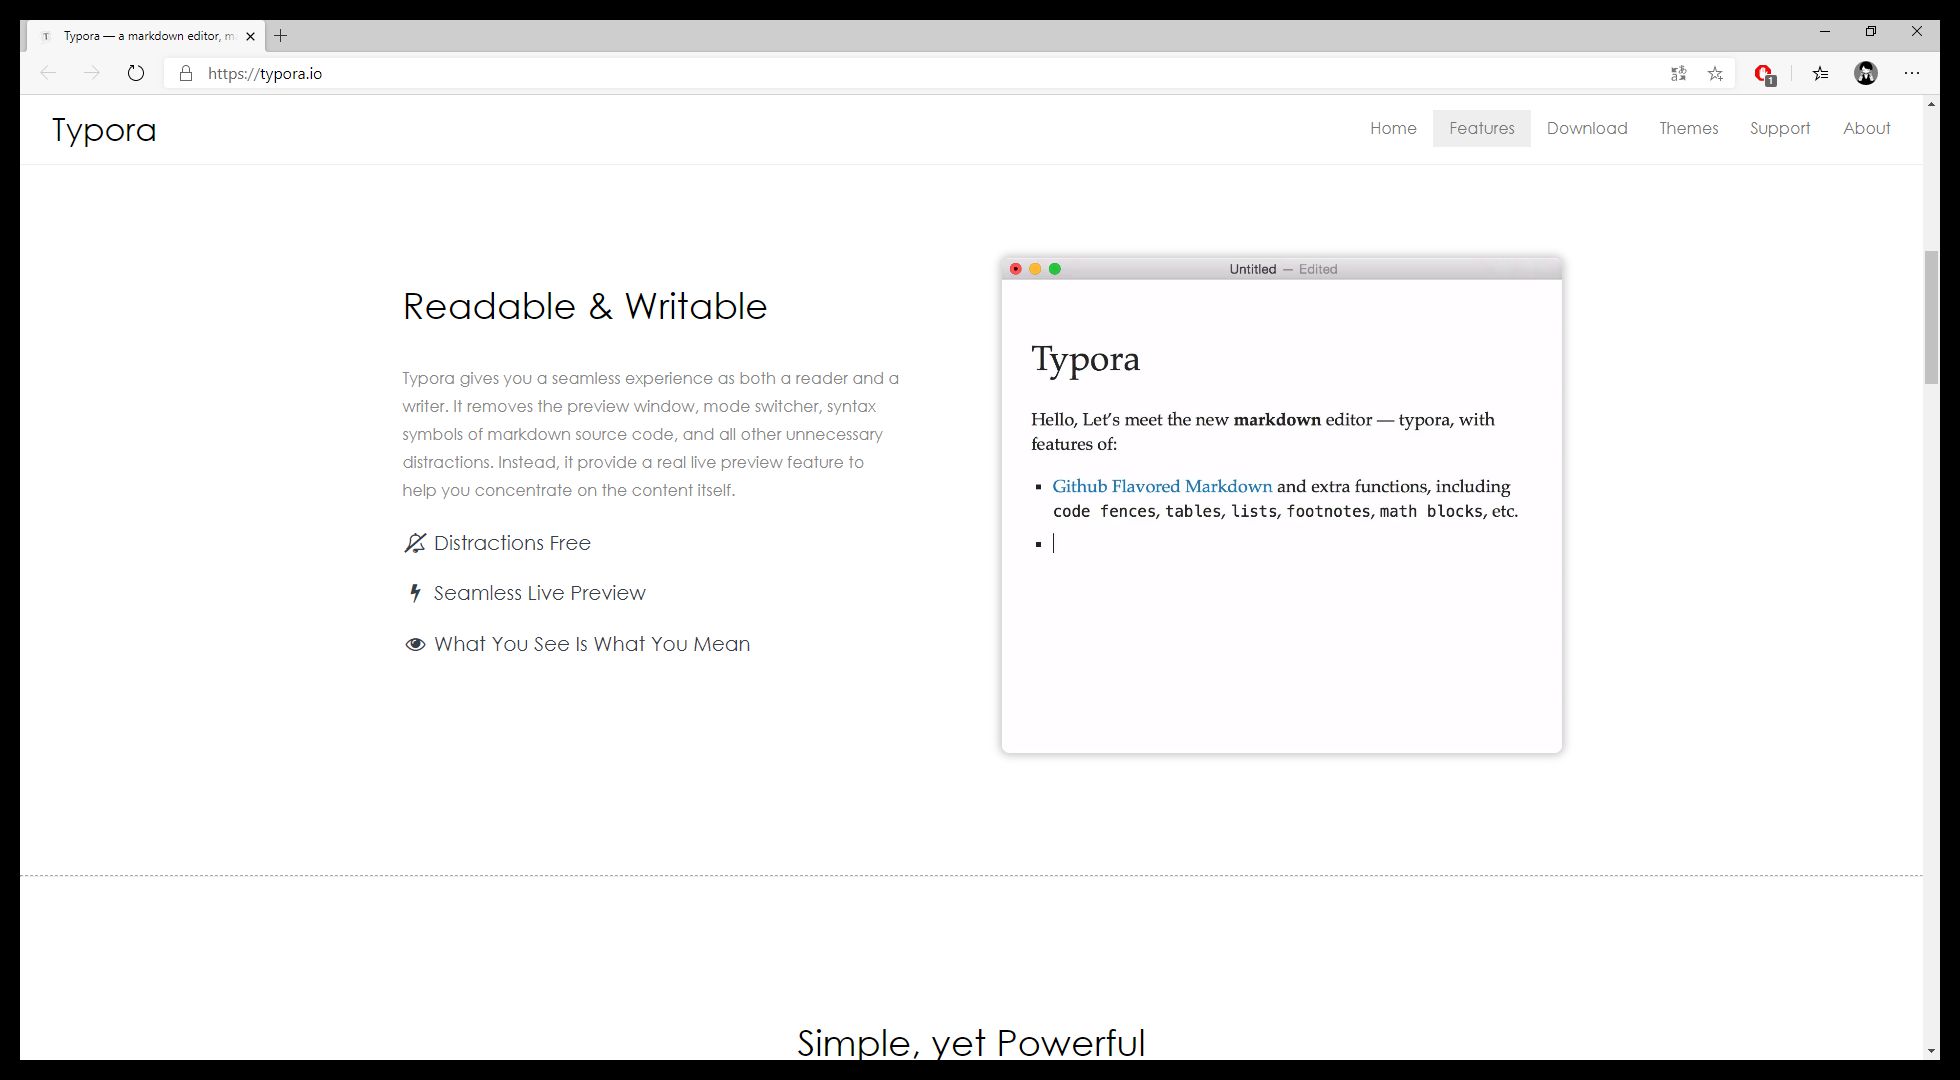 Typora — a markdown editor, m
https://typora.io
1
Typora
Home Features Download Themes Support About
Readable & Writable
Typora gives you a seamless experience as both a reader and a
writer. It removes the preview window, mode switcher, syntax
symbols of markdown source code, and all other unnecessary
distractions. Instead, it provide a real live preview feature to
help you concentrate on the content itself.
Distractions Free
Seamless Live Preview
What You See Is What You Mean
Untitled — Edited
Typora
Hello, Let's meet the new markdown editor — typora, with
features of:
Github Flavored Markdown and extra functions, including
code fences, tables, lists, footnotes, math blocks, etc.
Simple, yet Powerful